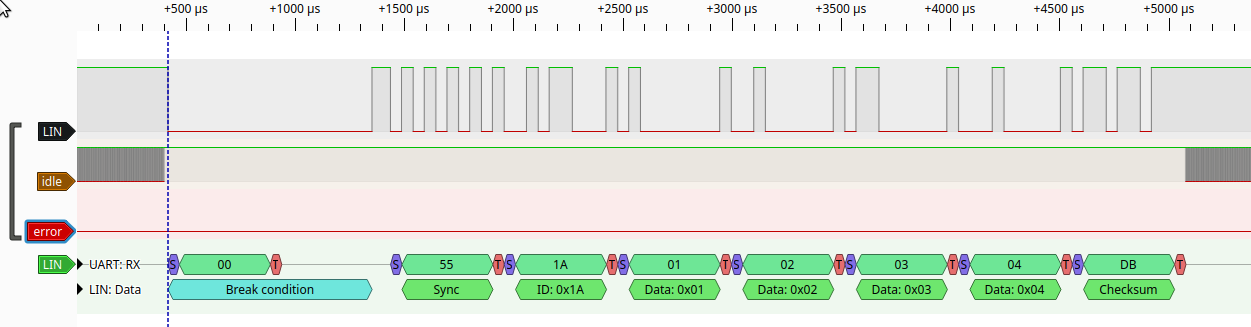 +500 µs +1000 µs +1500 µs +2000 µs +2500 µs +3000 µs +3500 µs +4000 µs +4500 µs +5000 µs
LIN
idle
error
LIN UART: RX S 00 T S 55 T S 1A T S 01 T S 02 T S 03 T S 04 T S DB T
LIN: Data Break condition Sync ID: 0x1A Data: 0x01 Data: 0x02 Data: 0x03 Data: 0x04 Checksum